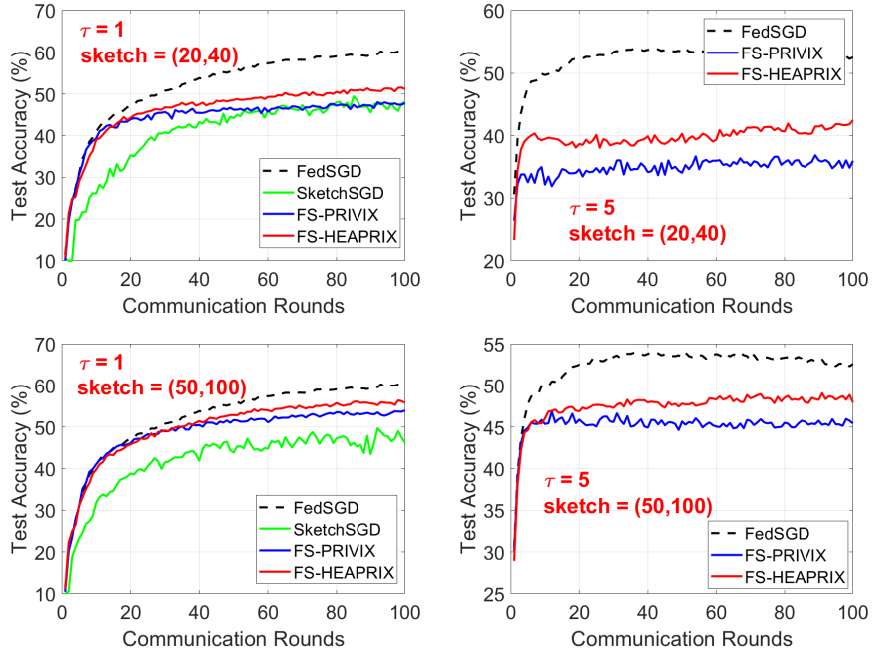 70
60
50
40
30
20
10
0
20
40
60
80
100
Test Accuracy (%)
Communication Rounds
τ = 1
sketch = (20,40)
FedSGD
SketchSGD
FS-PRIVIX
FS-HEAPRIX
60
50
40
30
20
0
20
40
60
80
100
Test Accuracy (%)
Communication Rounds
FedSGD
FS-PRIVIX
FS-HEAPRIX
τ = 5
sketch = (20,40)
70
60
50
40
30
20
10
0
20
40
60
80
100
Test Accuracy (%)
Communication Rounds
τ = 1
sketch = (50,100)
FedSGD
SketchSGD
FS-PRIVIX
FS-HEAPRIX
55
50
45
40
35
30
25
0
20
40
60
80
100
Test Accuracy (%)
Communication Rounds
τ = 5
sketch = (50,100)
FedSGD
FS-PRIVIX
FS-HEAPRIX